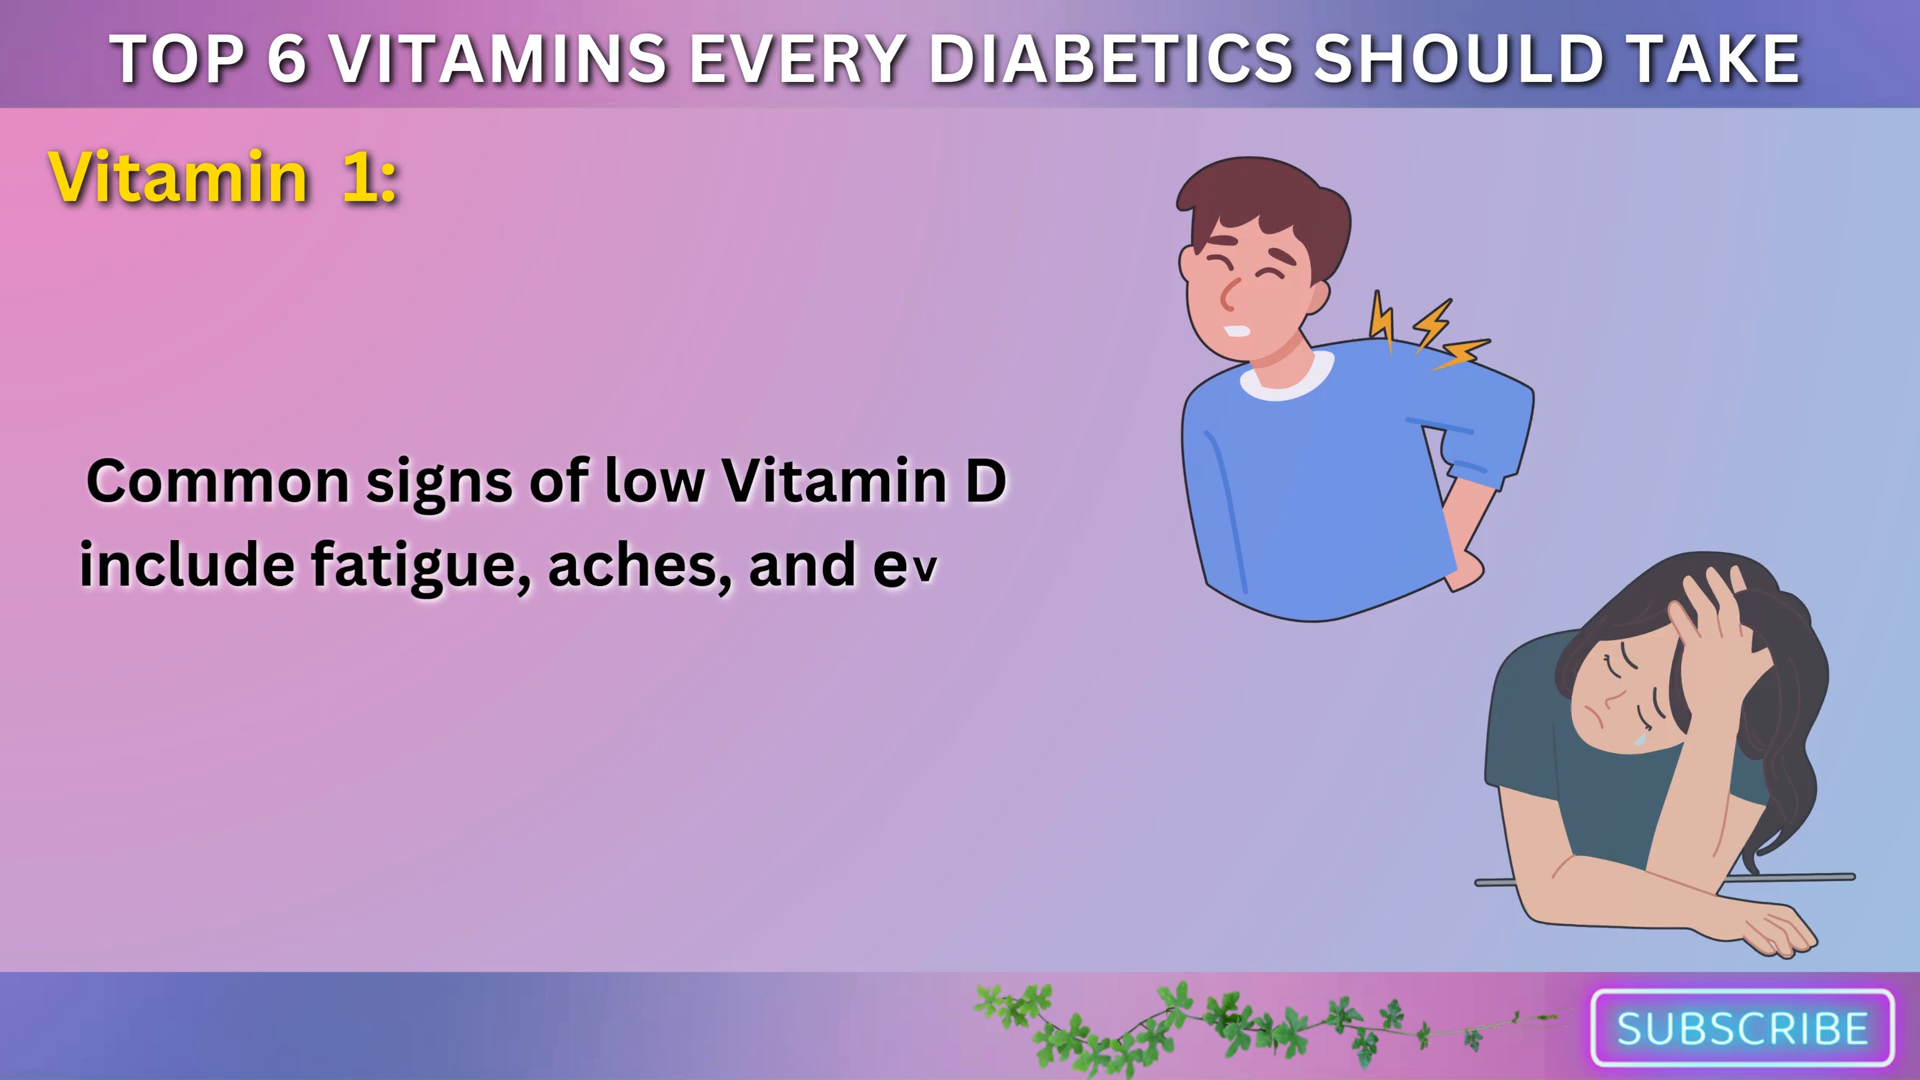 TOP 6 VITAMINS EVERY DIABETICS SHOULD TAKE
Vitamin 1:
Common signs of low Vitamin D
include fatigue, aches, and ev
SUBSCRIBE